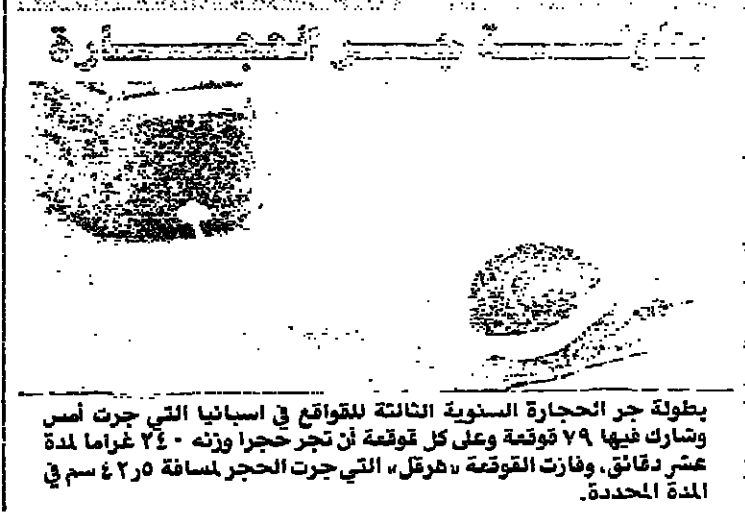 بطولة جر الحجارة السنوية الثالثة للقواقع في اسبانيا التي جرت أمس
وشارك فيها ٧٩ قوقعة وعلى كل قوقعة أن تجر حجرا وزنه ٢٤٠ غراما لمدة
عشر دقائق، وفازت القوقعة «هرقل» التي جرت الحجر لمسافة ٤٢ر٥ سم في
المدة المحددة.